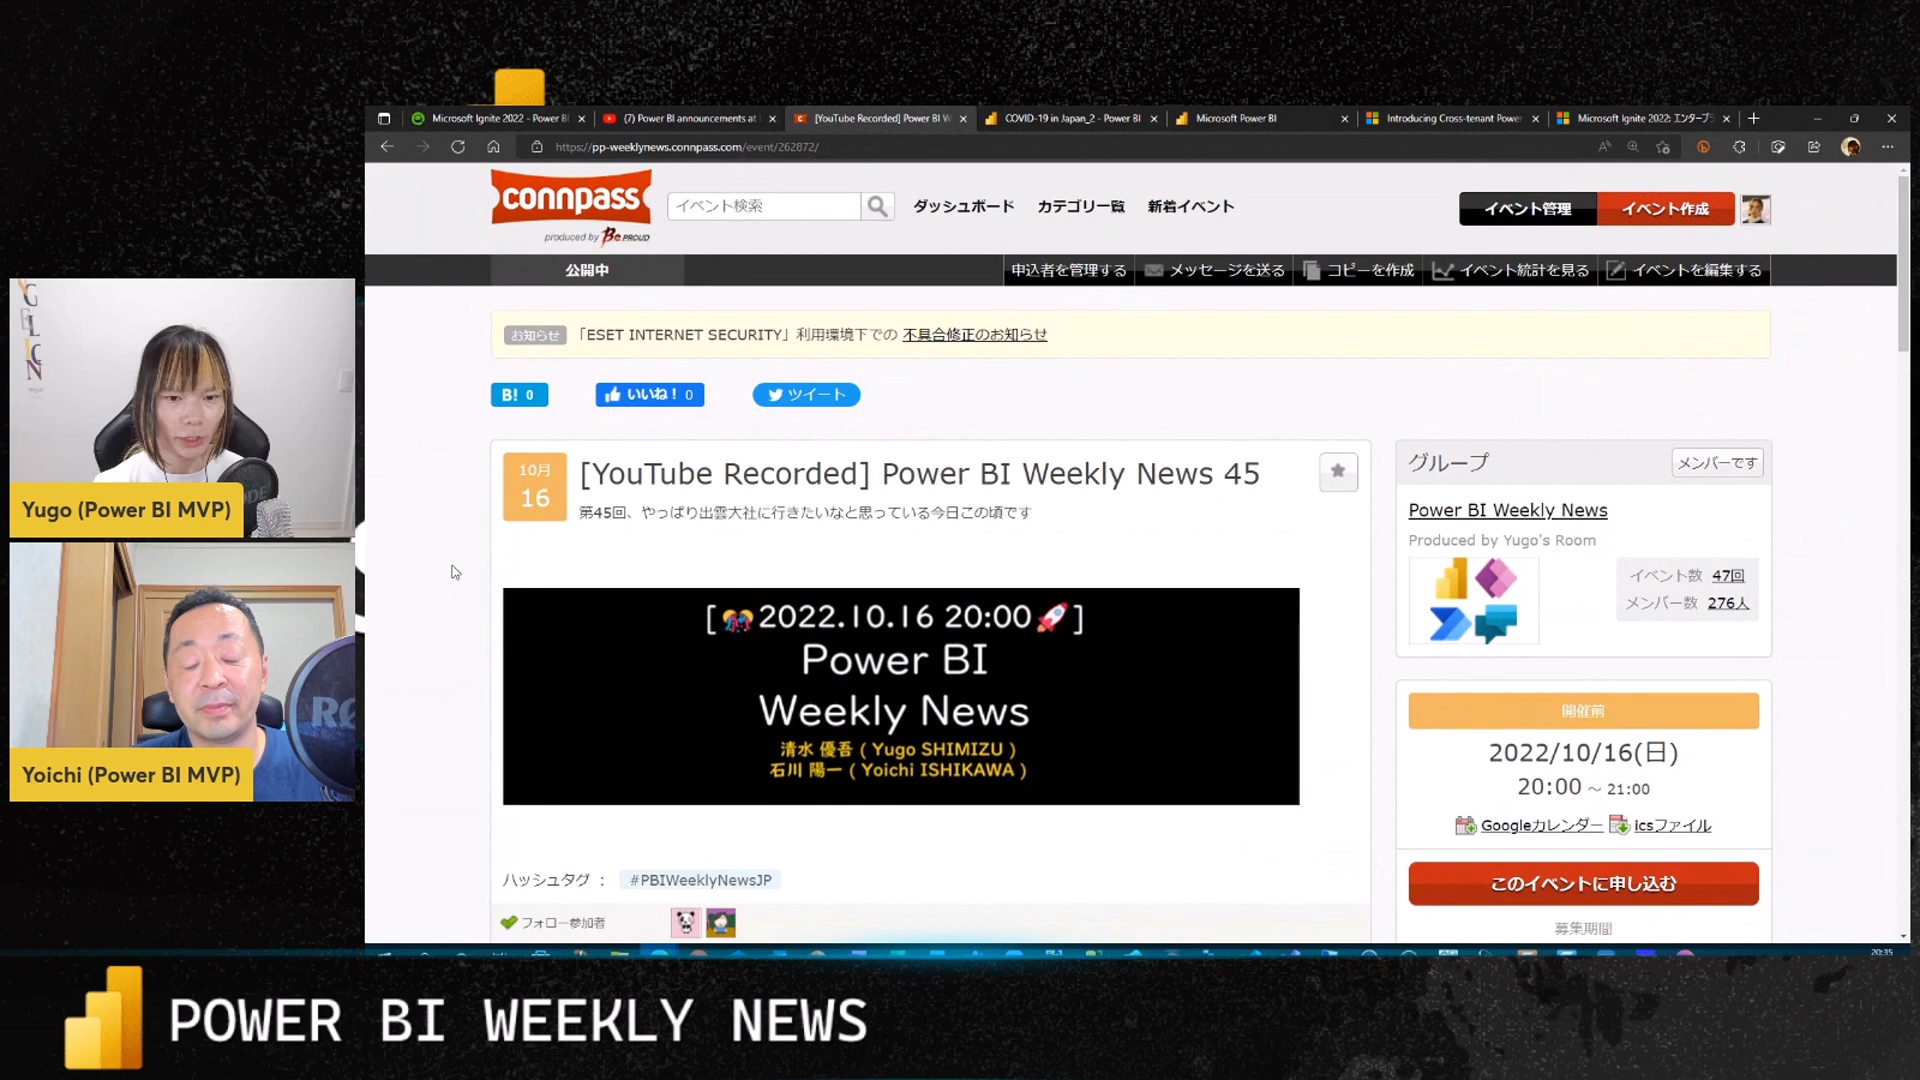 Microsoft Ignite 2022 - Power BI
(7) Power BI announcements at
[YouTube Recorded] Power BI W
COVID-19 in Japan_2 - Power BI
Microsoft Power BI
Introducing Cross-tenant Power
Microsoft Ignite 2022: エンタープラ
https://pp-weeklynews.connpass.com/event/262872/
connpass
produced by Be PROUD
イベント検索
ダッシュボード
カテゴリー一覧
新着イベント
イベント管理
イベント作成
公開中
申込者を管理する
メッセージを送る
コピーを作成
イベント統計を見る
イベントを編集する
お知らせ 「ESET INTERNET SECURITY」利用環境下での 不具合修正のお知らせ
B! 0
いいね！ 0
ツイート
10月
16
[YouTube Recorded] Power BI Weekly News 45
第45回、やっぱり出雲大社に行きたいなと思っている今日この頃です
[2022.10.16 20:00]
Power BI
Weekly News
清水 優吾 ( Yugo SHIMIZU )
石川 陽一 ( Yoichi ISHIKAWA )
ハッシュタグ ： #PBIWeeklyNewsJP
フォロー参加者
グループ
メンバーです
Power BI Weekly News
Produced by Yugo's Room
イベント数 47回
メンバー数 276人
開催前
2022/10/16(日)
20:00 ～ 21:00
Googleカレンダー
icsファイル
このイベントに申し込む
募集期間
20:35
Yugo (Power BI MVP)
Yoichi (Power BI MVP)
POWER BI WEEKLY NEWS